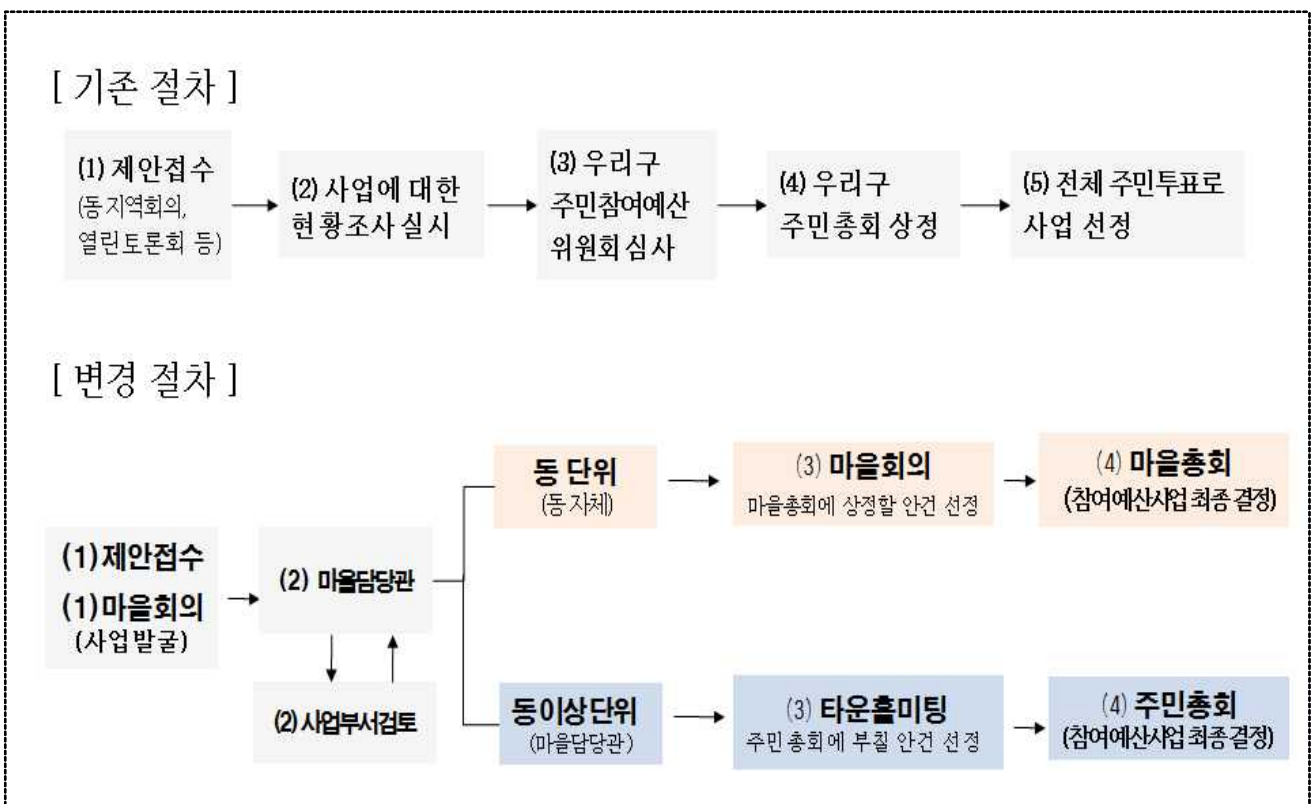 [ 기존 절차 ]
(1) 제안접수
(동지역회의,
열린토론회 등)
(2) 사업에 대한
현황조사 실시
(3) 우리구
주민참여예산
위원회 심사
(4) 우리구
주민총회 상정
(5) 전체 주민투표로
사업 선정
[ 변경 절차 ]
(1) 제안접수
(1) 마을회의
(사업발굴)
(2) 마을담당관
(2) 사업부서검토
동 단위
(동 자체)
(3) 마을회의
마을총회에 상정할 안건 선정
(4) 마을총회
(참여예산사업 최종 결정)
동이상단위
(마을담당관)
(3) 타운홀미팅
주민총회에 부칠 안건 선정
(4) 주민총회
(참여예산사업 최종 결정)